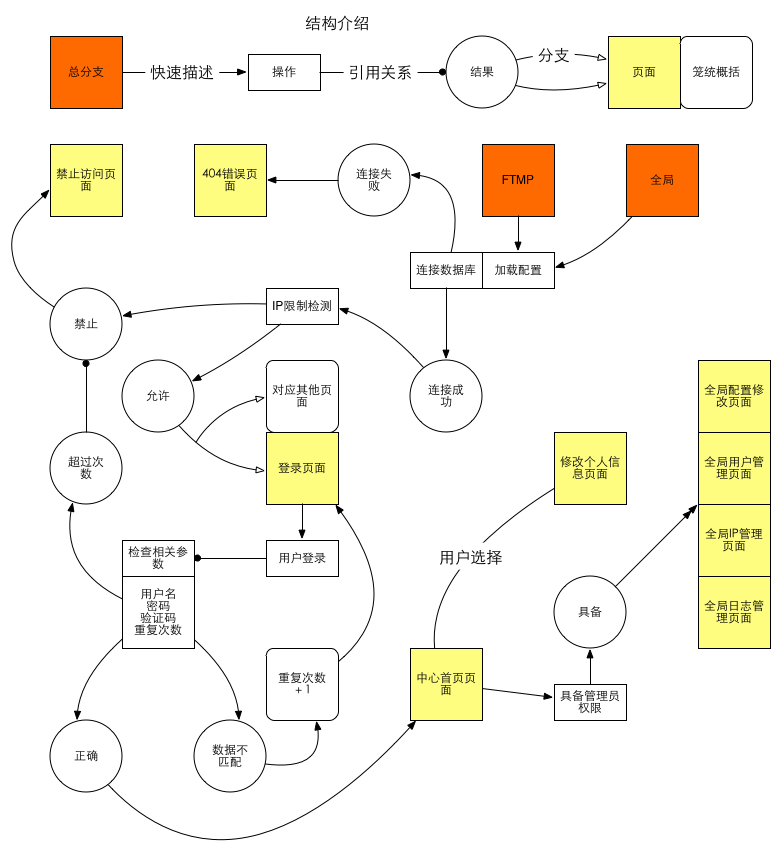 结构介绍
总分支
快速描述
操作
引用关系
结果
分支
页面
笼统概括
禁止访问页
面
404错误页
面
连接失
败
FTMP
全局
连接数据库
加载配置
禁止
IP限制检测
允许
对应其他页
面
连接成
功
全局配置修
改页面
超过次
数
登录页面
修改个人信
息页面
全局用户管
理页面
检查相关参
数
用户登录
用户选择
全局IP管理
页面
用户名
密码
验证码
重复次数
具备
全局日志管
理页面
重复次数
+1
中心首页页
面
具备管理员
权限
正确
数据不
匹配